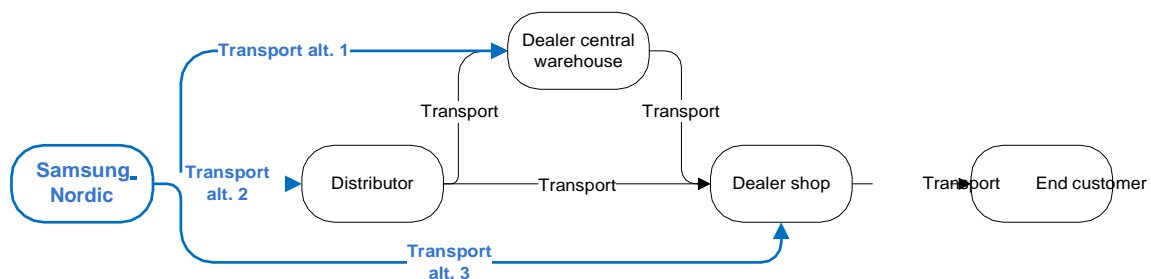 Dealer central
warehouse
Transport alt. 1
Transport
Transport
Samsung
Nordic
Transport
alt. 2
Distributor
Transport
Dealer shop
Transport
End customer
Transport
alt. 3